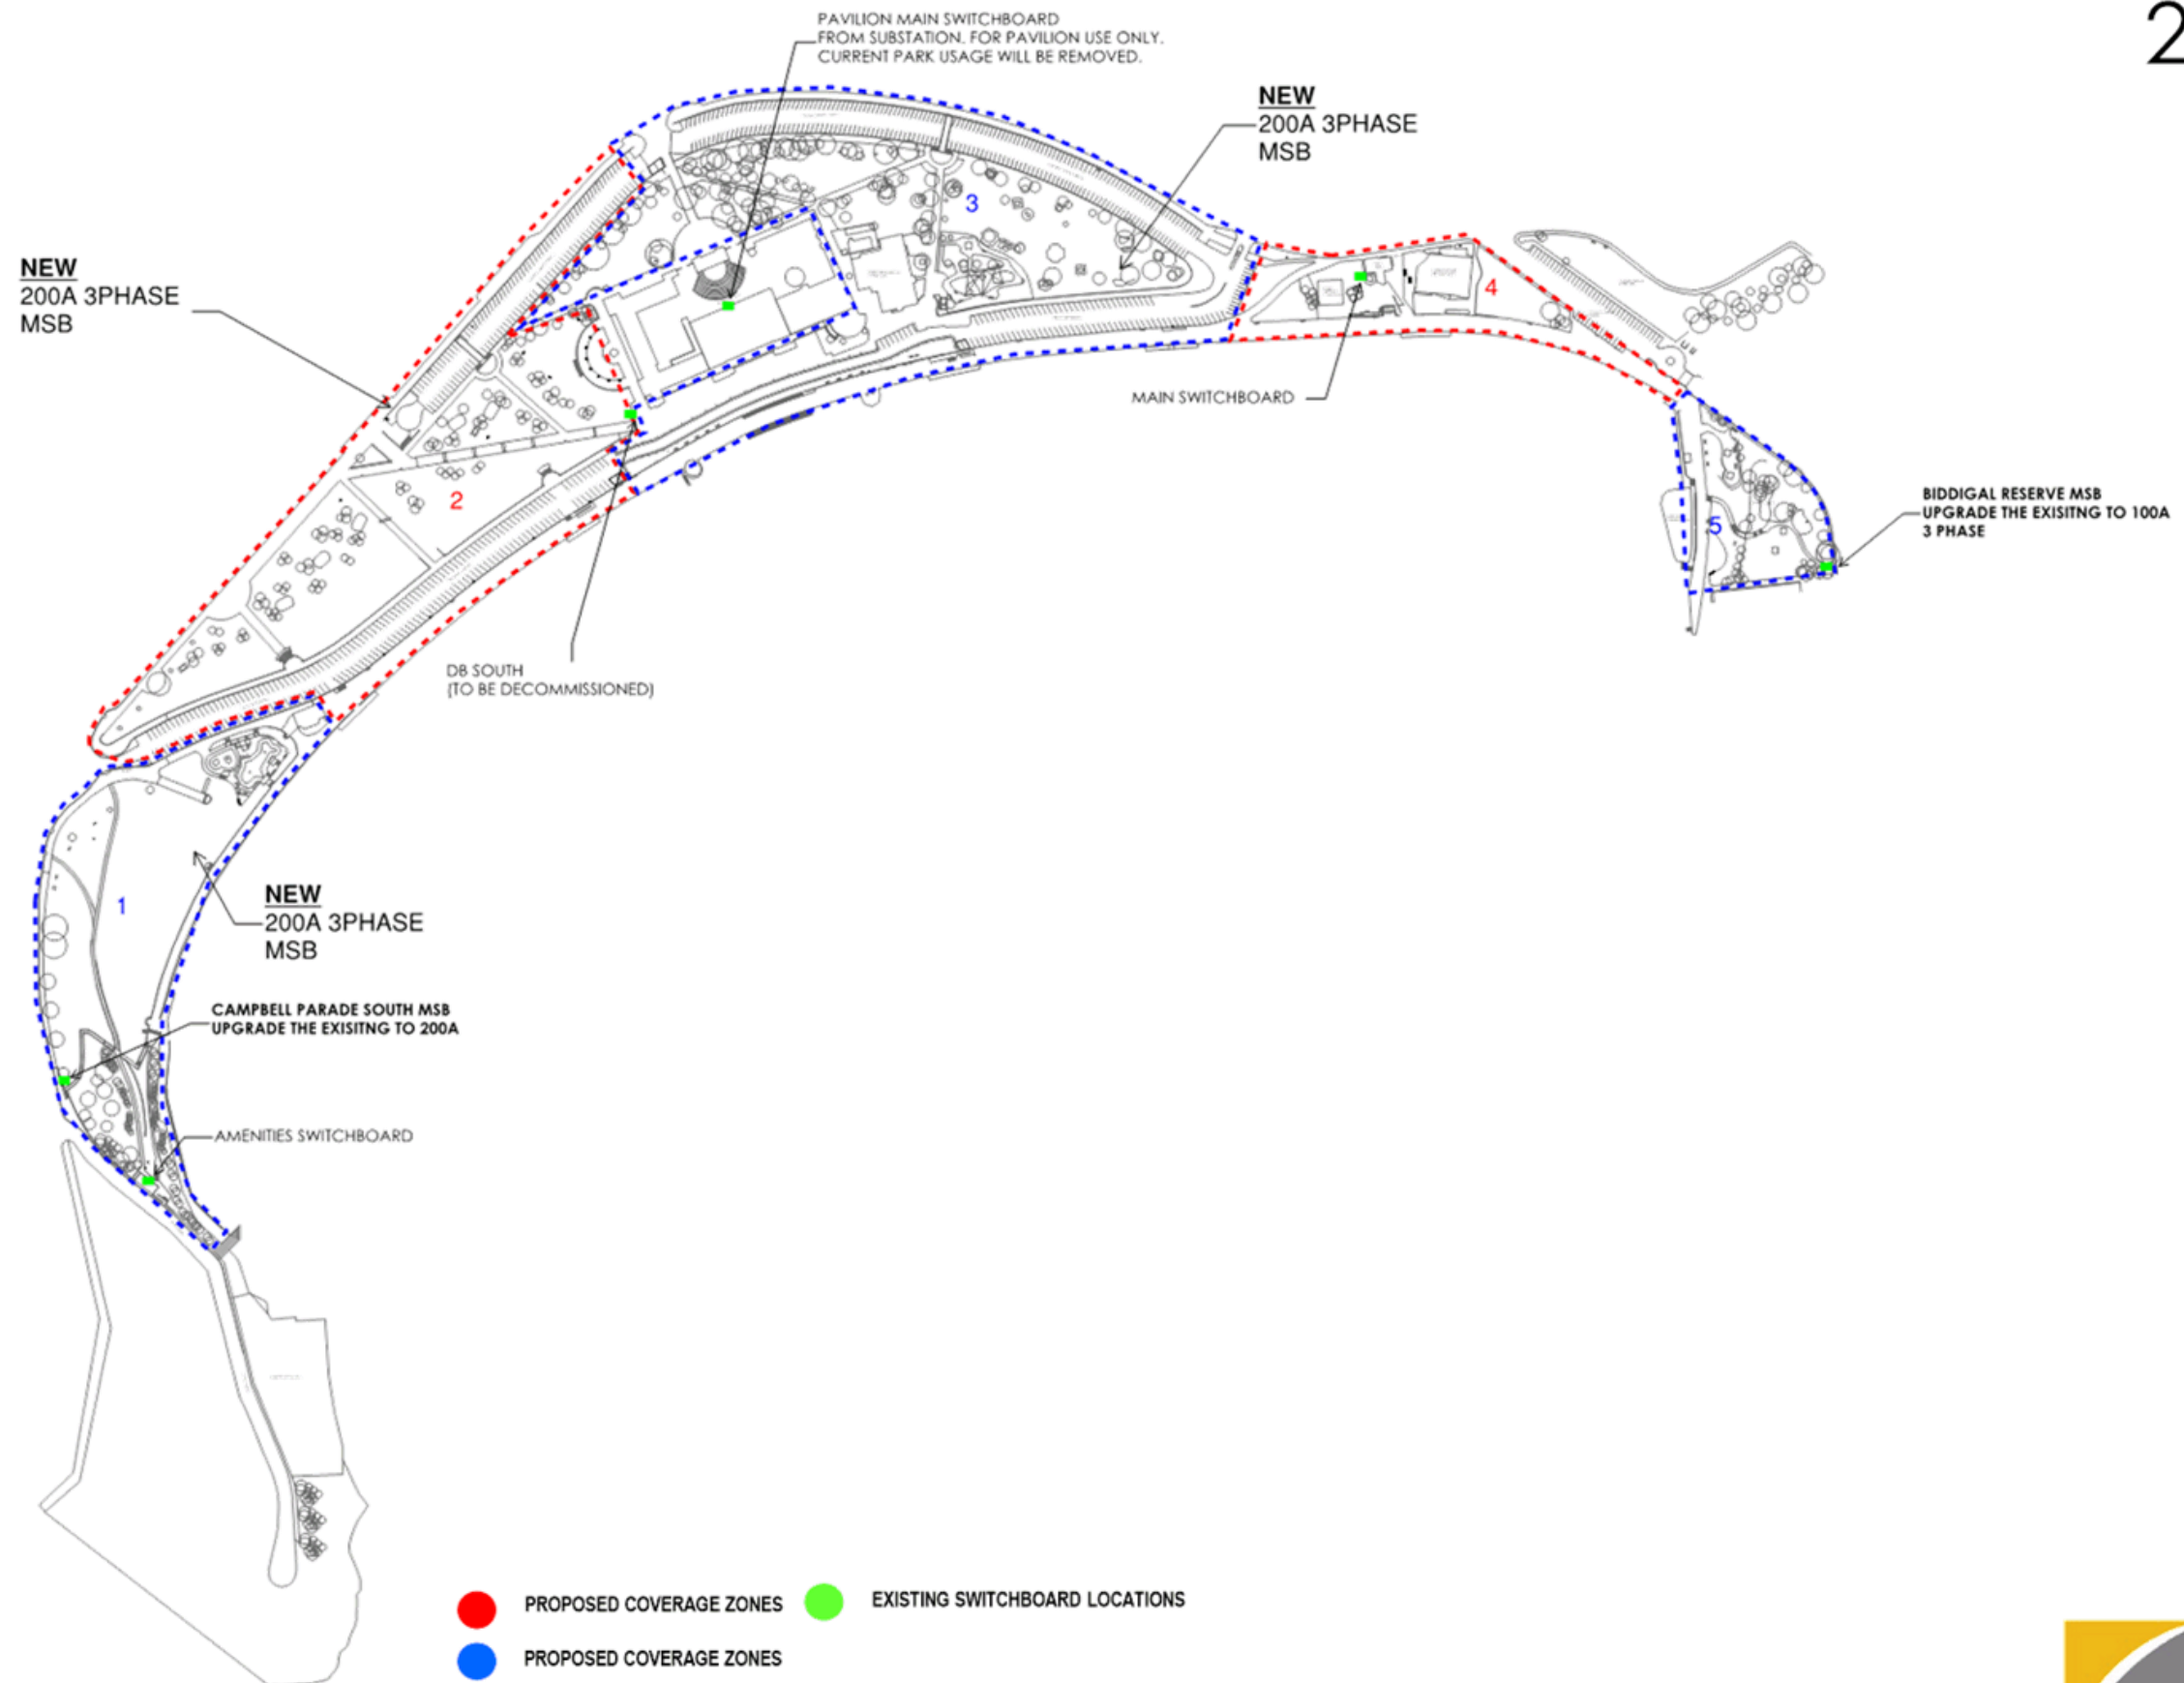 2
PAVILION MAIN SWITCHBOARD
FROM SUBSTATION. FOR PAVILION USE ONLY.
CURRENT PARK USAGE WILL BE REMOVED.
NEW
200A 3PHASE
MSB
3
NEW
200A 3PHASE
MSB
4
MAIN SWITCHBOARD
2
BIDDIGAL RESERVE MSB
UPGRADE THE EXISITNG TO 100A
3 PHASE
5
DB SOUTH
(TO BE DECOMMISSIONED)
1
NEW
200A 3PHASE
MSB
CAMPBELL PARADE SOUTH MSB
UPGRADE THE EXISITNG TO 200A
AMENITIES SWITCHBOARD
PROPOSED COVERAGE ZONES
EXISTING SWITCHBOARD LOCATIONS
PROPOSED COVERAGE ZONES